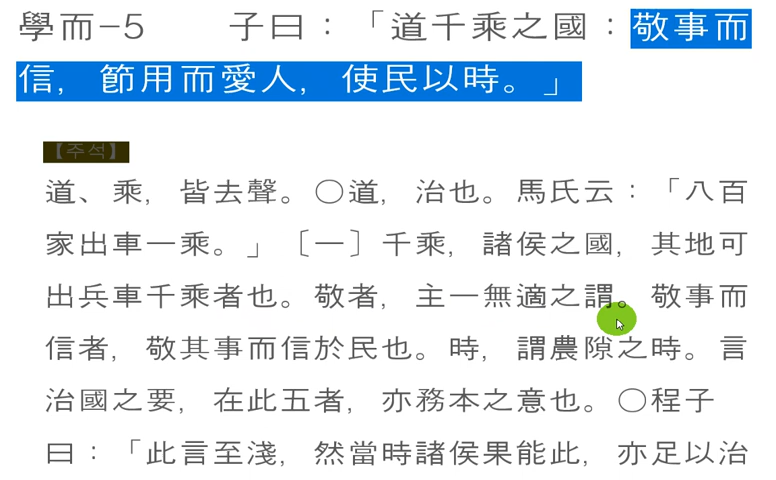 學而-5 子曰：「道千乘之國：敬事而
信, 節用而愛人, 使民以時。」
【주석】
道、乘, 皆去聲。○道, 治也。馬氏云：「八百
家出車一乘。」〔一〕千乘, 諸侯之國, 其地可
出兵車千乘者也。敬者, 主一無適之謂。敬事而
信者, 敬其事而信於民也。時, 謂農隙之時。言
治國之要, 在此五者, 亦務本之意也。○程子
曰：「此言至淺, 然當時諸侯果能此, 亦足以治